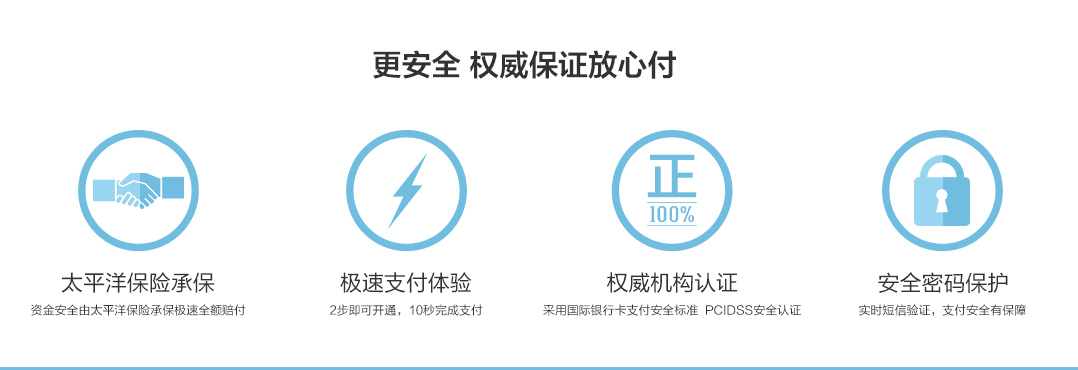 更安全 权威保证放心付
正
100%
太平洋保险承保
极速支付体验
权威机构认证
安全密码保护
资金安全由太平洋保险承保极速全额赔付
2步即可开通，10秒完成支付
采用国际银行卡支付安全标准 PCIDSS安全认证
实时短信验证，支付安全有保障